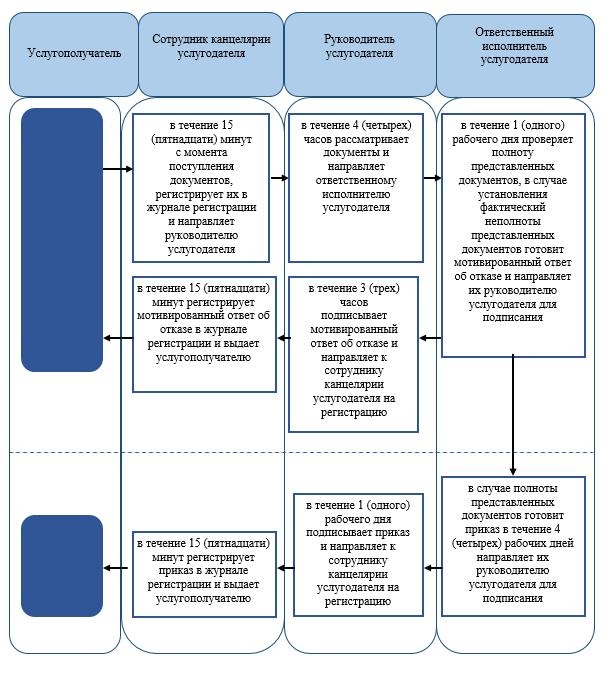 Услугополучатель
Сотрудник канцелярии
услугодателя
Руководитель
услугодателя
Ответственный
исполнитель
услугодателя
в течение 15
(пятнадцати) минут
с момента
поступления
документов,
регистрирует их в
журнале регистрации
и направляет
руководителю
услугодателя
в течение 4 (четырех)
часов рассматривает
документы и
направляет
ответственному
исполнителю
услугодателя
в течение 1 (одного)
рабочего дня проверяет
полноту
представленных
документов, в случае
установления
фактический
неполноты
представленных
документов готовит
мотивированный ответ
об отказе и направляет
их руководителю
услугодателя для
подписания
в течение 15 (пятнадцати)
минут регистрирует
мотивированный ответ об
отказе в журнале
регистрации и выдает
услугополучателю
в течение 3 (трех)
часов
подписывает
мотивированный
ответ об отказе и
направляет к
сотруднику
канцелярии
услугодателя на
регистрацию
в течение 15 (пятнадцати)
минут регистрирует
приказ в журнале
регистрации и выдает
услугополучателю
в течение 1 (одного)
рабочего дня
подписывает приказ
и направляет к
сотруднику
канцелярии
услугодателя на
регистрацию
в случае полноты
представленных
документов готовит
приказ в течение 4
(четырех) рабочих дней
направляет их
руководителю
услугодателя для
подписания